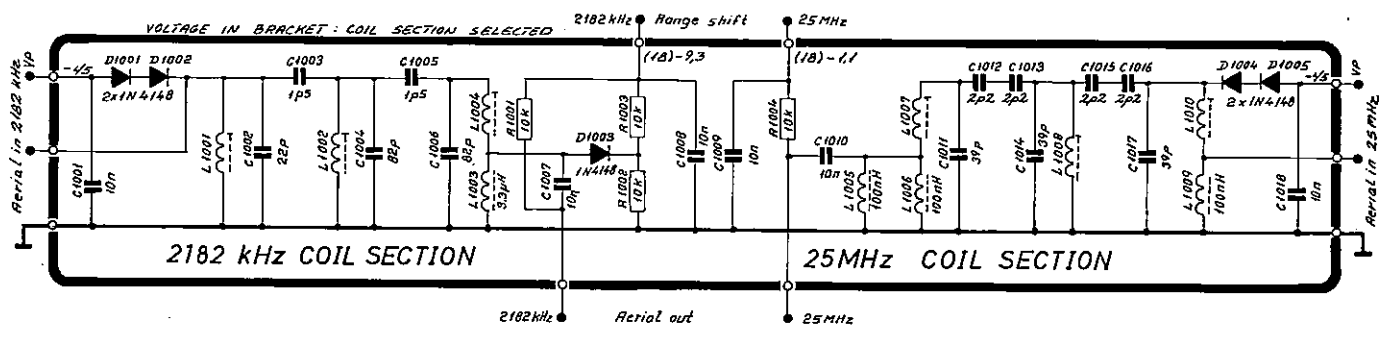 VOLTAGE IN BRACKET: COIL SECTION SELECTED
2182 kHz Range shift 25 MHz
(18)-9,3
(18)-1,1
VP
-4/5
D1001 D1002
2x1N4148
C1003
1p5
C1005
1p5
Aerial in 2182 kHz
C1001
10n
L1001
C1002
22p
L1002
C1004
82p
C1006
82p
L1004
L1003
3.3µH
R1001
10k
C1007
10n
D1003
1N4148
R1003
10k
R1002
10k
C1008
10n
C1009
10n
R1004
10k
C1010
10n
L1005
100nH
L1007
L1006
100nH
C1011
39p
C1012 C1013
2p2 2p2
C1014
39p
L1008
C1015 C1016
2p2 2p2
C1017
39p
L1010
L1009
100nH
D1004 D1005
2x1N4148
-4/5
VP
C1018
10n
Aerial in 25 MHz
2182 kHz COIL SECTION
25MHz COIL SECTION
2182kHz Aerial out 25MHz